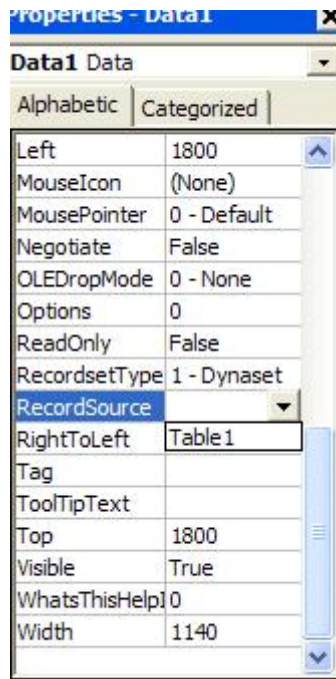 Properties - Data1
Data1 Data
Alphabetic Categorized
Left 1800
MouseIcon (None)
MousePointer 0 - Default
Negotiate False
OLEDropMode 0 - None
Options 0
ReadOnly False
RecordsetType 1 - Dynaset
RecordSource
RightToLeft Table1
Tag
ToolTipText
Top 1800
Visible True
WhatsThisHelpI 0
Width 1140